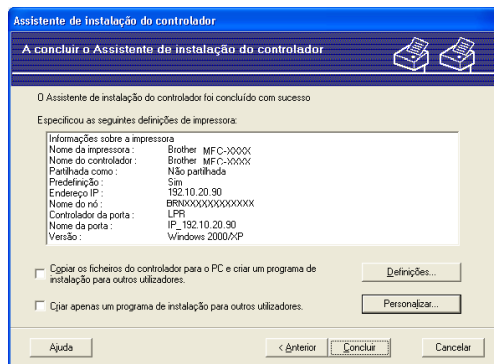 Assistente de instalação do controlador
A concluir o Assistente de instalação do controlador
O Assistente de instalação do controlador foi concluído com sucesso
Especificou as seguintes definições de impressora:
Informações sobre a impressora
Nome da impressora : Brother MFC-XXXX
Nome do controlador : Brother MFC-XXXX
Partilhada como : Não partilhada
Predefinição : Sim
Endereço IP : 192.10.20.90
Nome do nó : BRNXXXXXXXXXXXX
Controlador da porta : LPR
Nome da porta : IP_192.10.20.90
Versão : Windows 2000/XP
Copiar os ficheiros do controlador para o PC e criar um programa de
instalação para outros utilizadores.
Definições...
Criar apenas um programa de instalação para outros utilizadores.
Personalizar...
Ajuda
< Anterior
Concluir
Cancelar